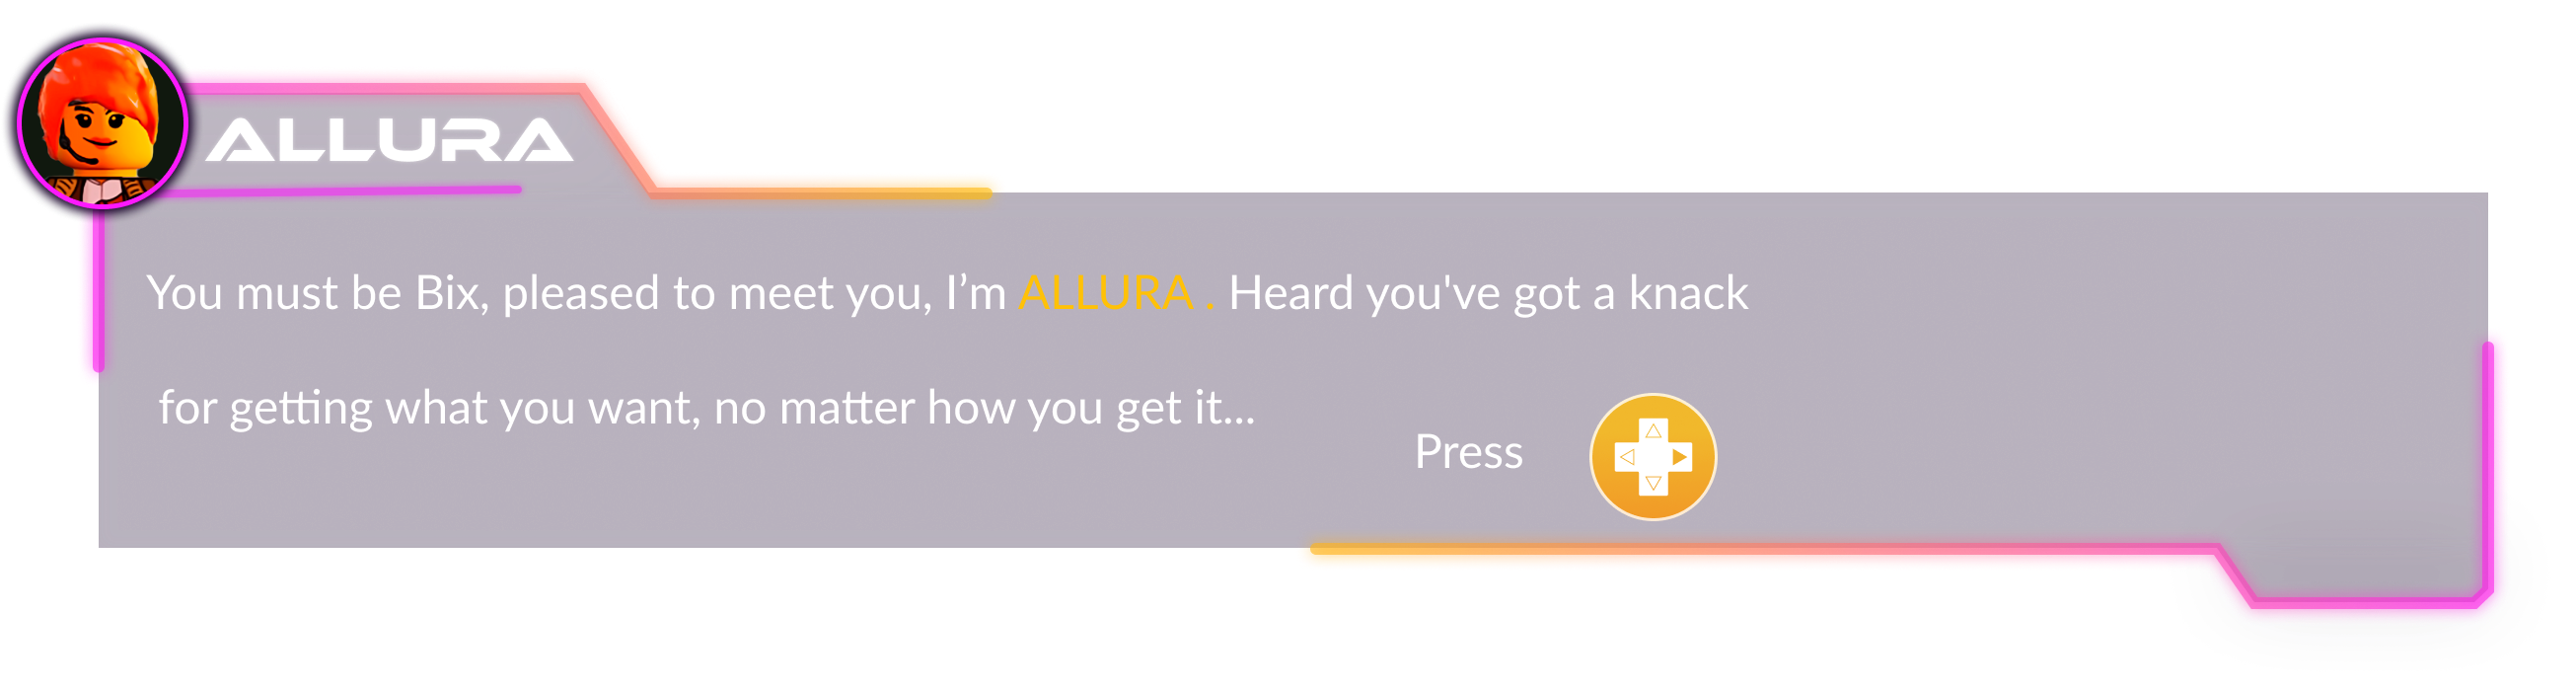 ALLURA
You must be Bix, pleased to meet you, I’m ALLURA . Heard you've got a knack
for getting what you want, no matter how you get it...
Press